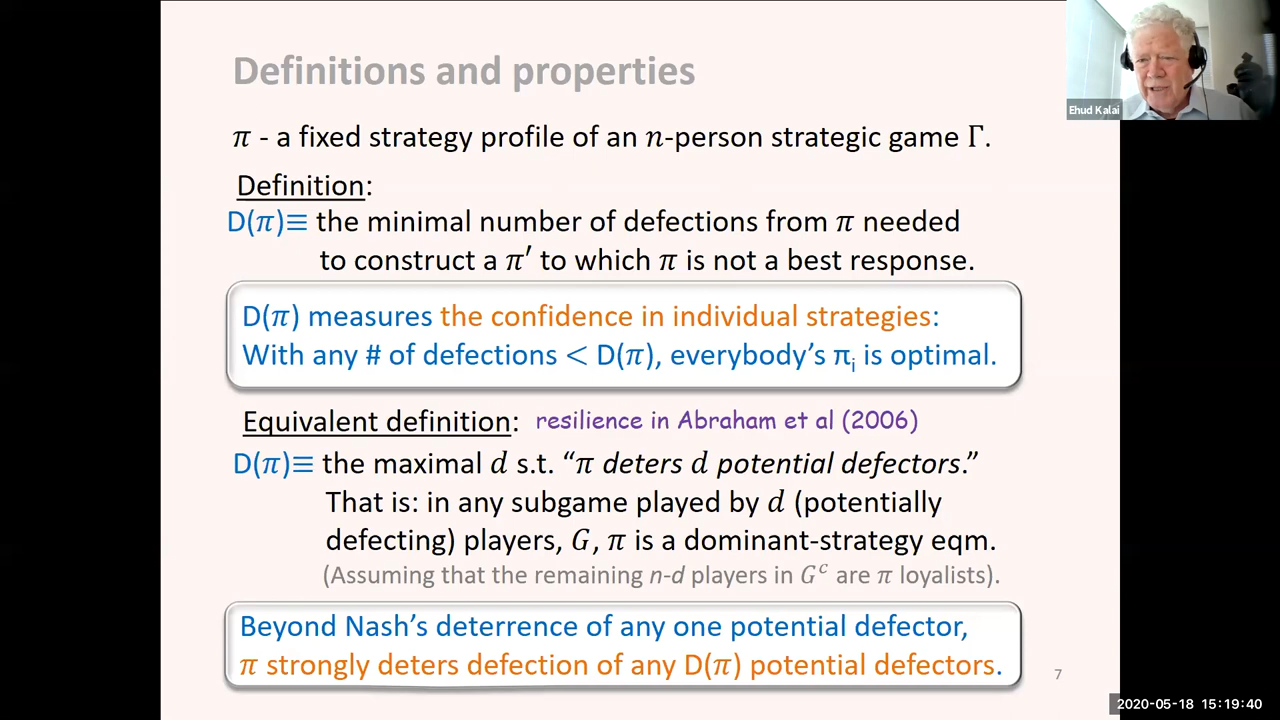 Definitions and properties
Ehud Kalai
π - a fixed strategy profile of an n-person strategic game Γ.
Definition:
D(π)≡ the minimal number of defections from π needed
to construct a π′ to which π is not a best response.
D(π) measures the confidence in individual strategies:
With any # of defections < D(π), everybody's πᵢ is optimal.
Equivalent definition: resilience in Abraham et al (2006)
D(π)≡ the maximal d s.t. “π deters d potential defectors.”
That is: in any subgame played by d (potentially
defecting) players, G, π is a dominant-strategy eqm.
(Assuming that the remaining n-d players in Gᶜ are π loyalists).
Beyond Nash's deterrence of any one potential defector,
π strongly deters defection of any D(π) potential defectors.
7
2020-05-18 15:19:40